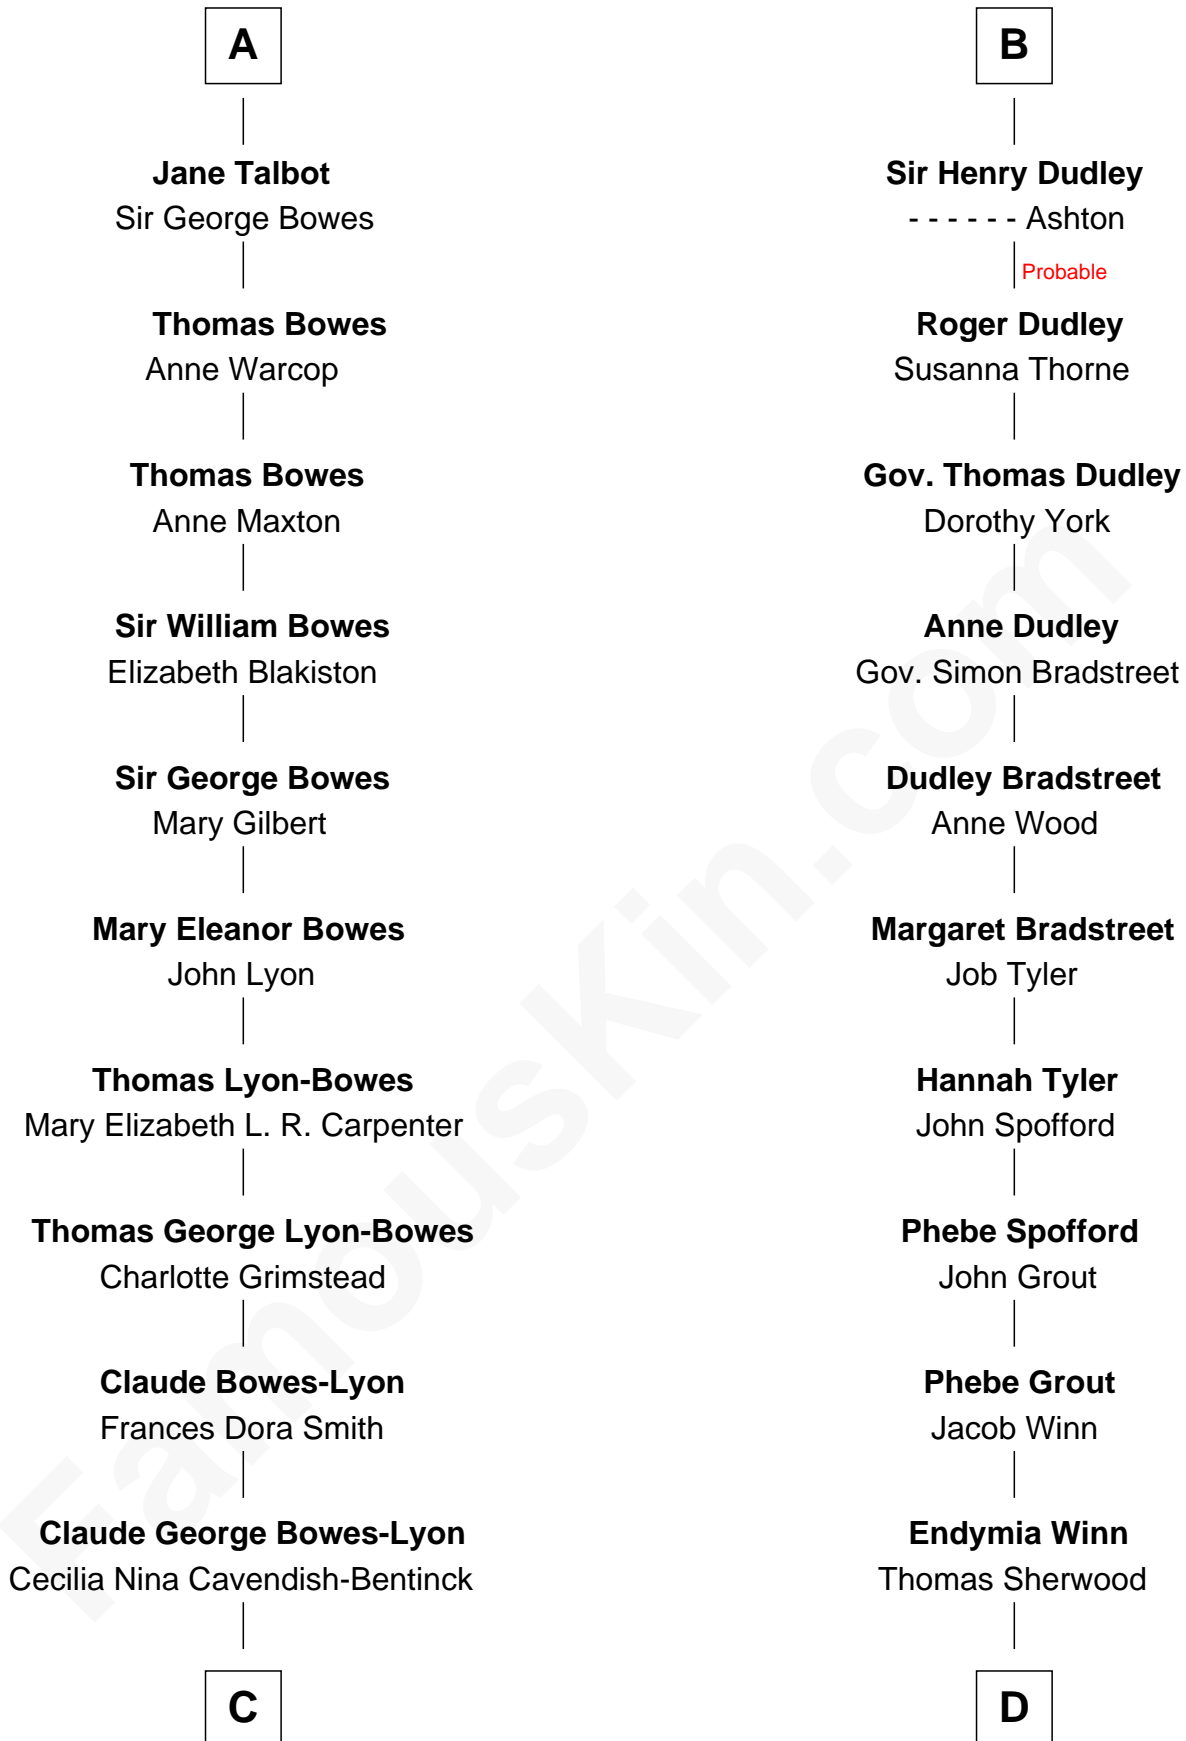 A
Jane Talbot
Sir George Bowes
Thomas Bowes
Anne Warcop
Thomas Bowes
Anne Maxton
Sir William Bowes
Elizabeth Blakiston
Sir George Bowes
Mary Gilbert
Mary Eleanor Bowes
John Lyon
Thomas Lyon-Bowes
Mary Elizabeth L. R. Carpenter
Thomas George Lyon-Bowes
Charlotte Grimstead
Claude Bowes-Lyon
Frances Dora Smith
Claude George Bowes-Lyon
Cecilia Nina Cavendish-Bentinck
C
B
Sir Henry Dudley
- - - - - - Ashton
Probable
Roger Dudley
Susanna Thorne
Gov. Thomas Dudley
Dorothy York
Anne Dudley
Gov. Simon Bradstreet
Dudley Bradstreet
Anne Wood
Margaret Bradstreet
Job Tyler
Hannah Tyler
John Spofford
Phebe Spofford
John Grout
Phebe Grout
Jacob Winn
Endymia Winn
Thomas Sherwood
D
FamousKin.com